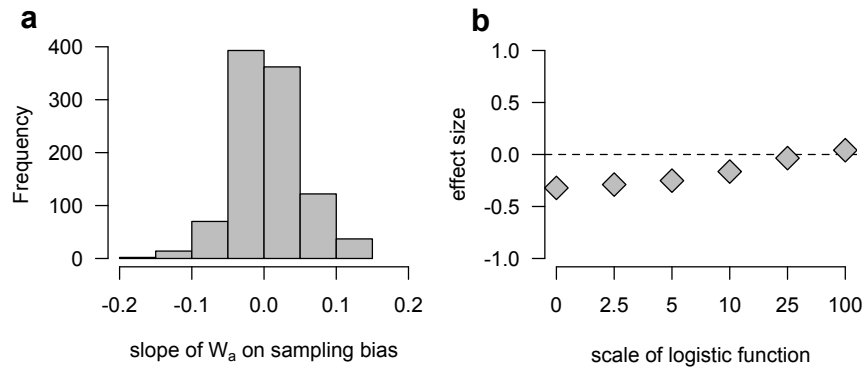 a
Frequency
400
300
200
100
0
-0.2 -0.1 0.0 0.1 0.2
slope of Wa on sampling bias
b
effect size
1.0
0.5
0.0
-0.5
-1.0
0 2.5 5 10 25 100
scale of logistic function